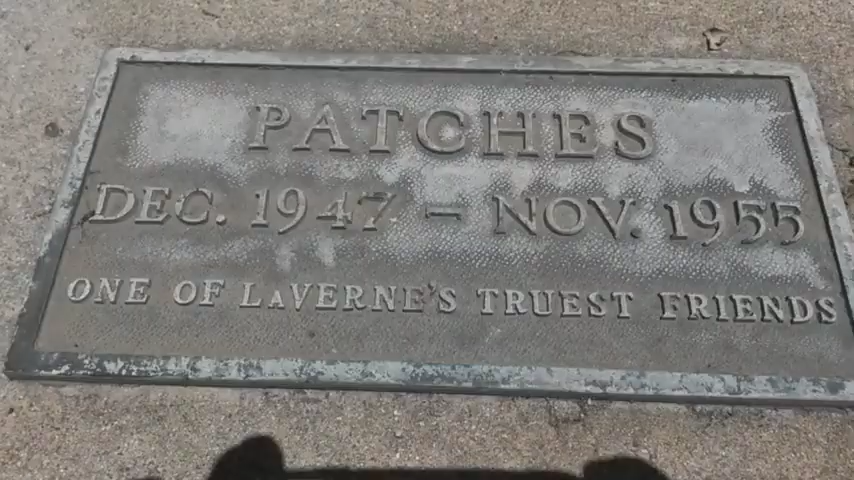 PATCHES
DEC. 1947 - NOV. 1955
ONE OF LAVERNE'S TRUEST FRIENDS